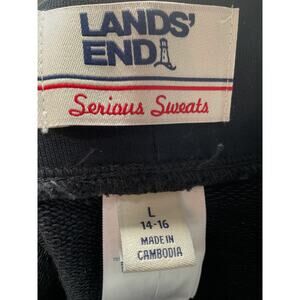 LANDS'
END
Serious Sweats
L
14-16
MADE IN
CAMBODIA